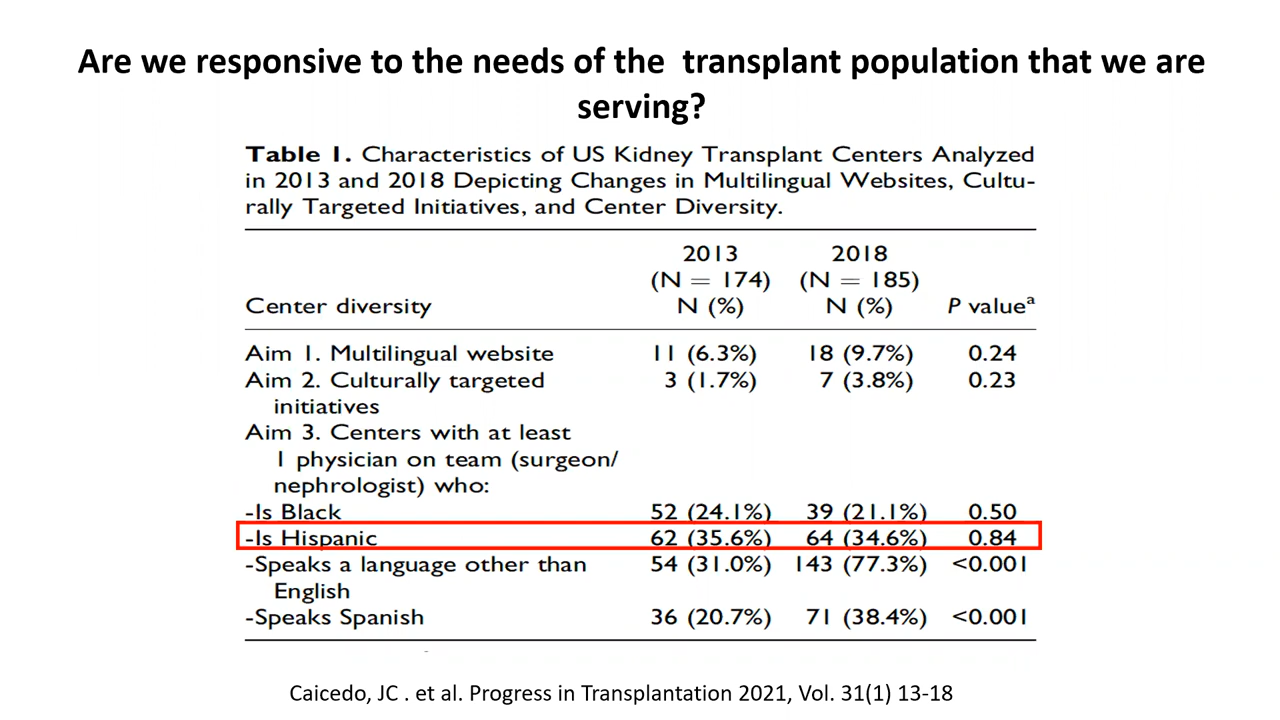 Are we responsive to the needs of the transplant population that we are
serving?
Table 1. Characteristics of US Kidney Transplant Centers Analyzed
in 2013 and 2018 Depicting Changes in Multilingual Websites, Cultu-
rally Targeted Initiatives, and Center Diversity.
2013 2018
(N = 174) (N = 185)
Center diversity N (%) N (%) P valueᵃ
Aim 1. Multilingual website 11 (6.3%) 18 (9.7%) 0.24
Aim 2. Culturally targeted 3 (1.7%) 7 (3.8%) 0.23
initiatives
Aim 3. Centers with at least
1 physician on team (surgeon/
nephrologist) who:
-Is Black 52 (24.1%) 39 (21.1%) 0.50
-Is Hispanic 62 (35.6%) 64 (34.6%) 0.84
-Speaks a language other than 54 (31.0%) 143 (77.3%) <0.001
English
-Speaks Spanish 36 (20.7%) 71 (38.4%) <0.001
Caicedo, JC . et al. Progress in Transplantation 2021, Vol. 31(1) 13-18